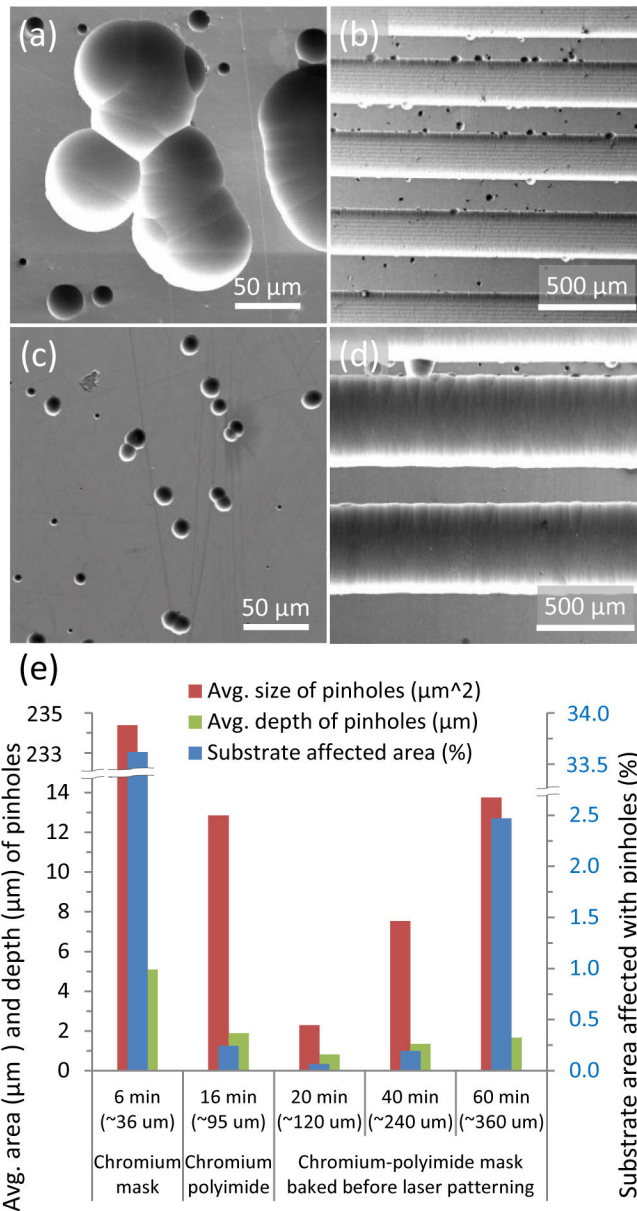 (a)
50 µm
(b)
500 µm
(c)
50 µm
(d)
500 µm
(e)
Avg. size of pinholes (µm^2)
Avg. depth of pinholes (µm)
Substrate affected area (%)
Avg. area (µm ) and depth (µm) of pinholes
235
233
14
12
10
8
6
4
2
0
34.0
33.5
2.5
2.0
1.5
1.0
0.5
0.0
Substrate area affected with pinholes (%)
6 min 16 min 20 min 40 min 60 min
(~36 um) (~95 um) (~120 um) (~240 um) (~360 um)
Chromium Chromium Chromium-polyimide mask
mask polyimide baked before laser patterning